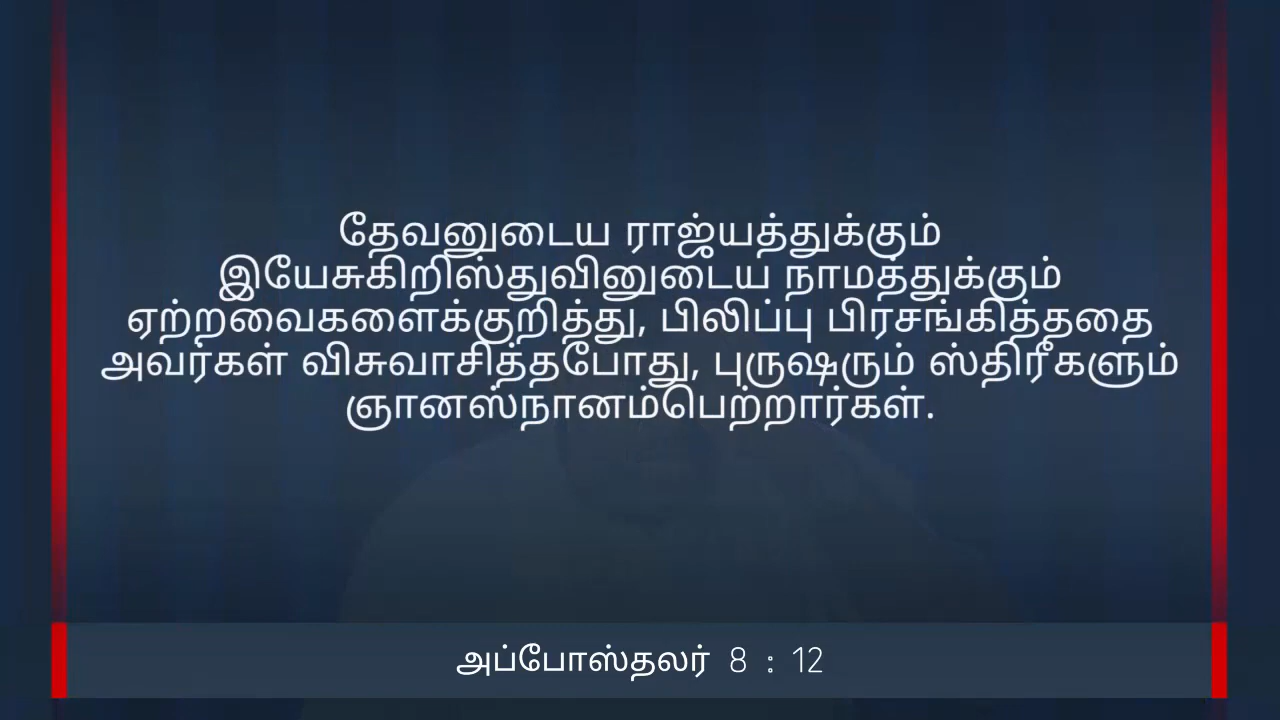 தேவனுடைய ராஜ்யத்துக்கும்
இயேசுகிறிஸ்துவினுடைய நாமத்துக்கும்
ஏற்றவைகளைக்குறித்து, பிலிப்பு பிரசங்கித்ததை
அவர்கள் விசுவாசித்தபோது, புருஷரும் ஸ்திரீகளும்
ஞானஸ்நானம்பெற்றார்கள்.
அப்போஸ்தலர் 8 : 12